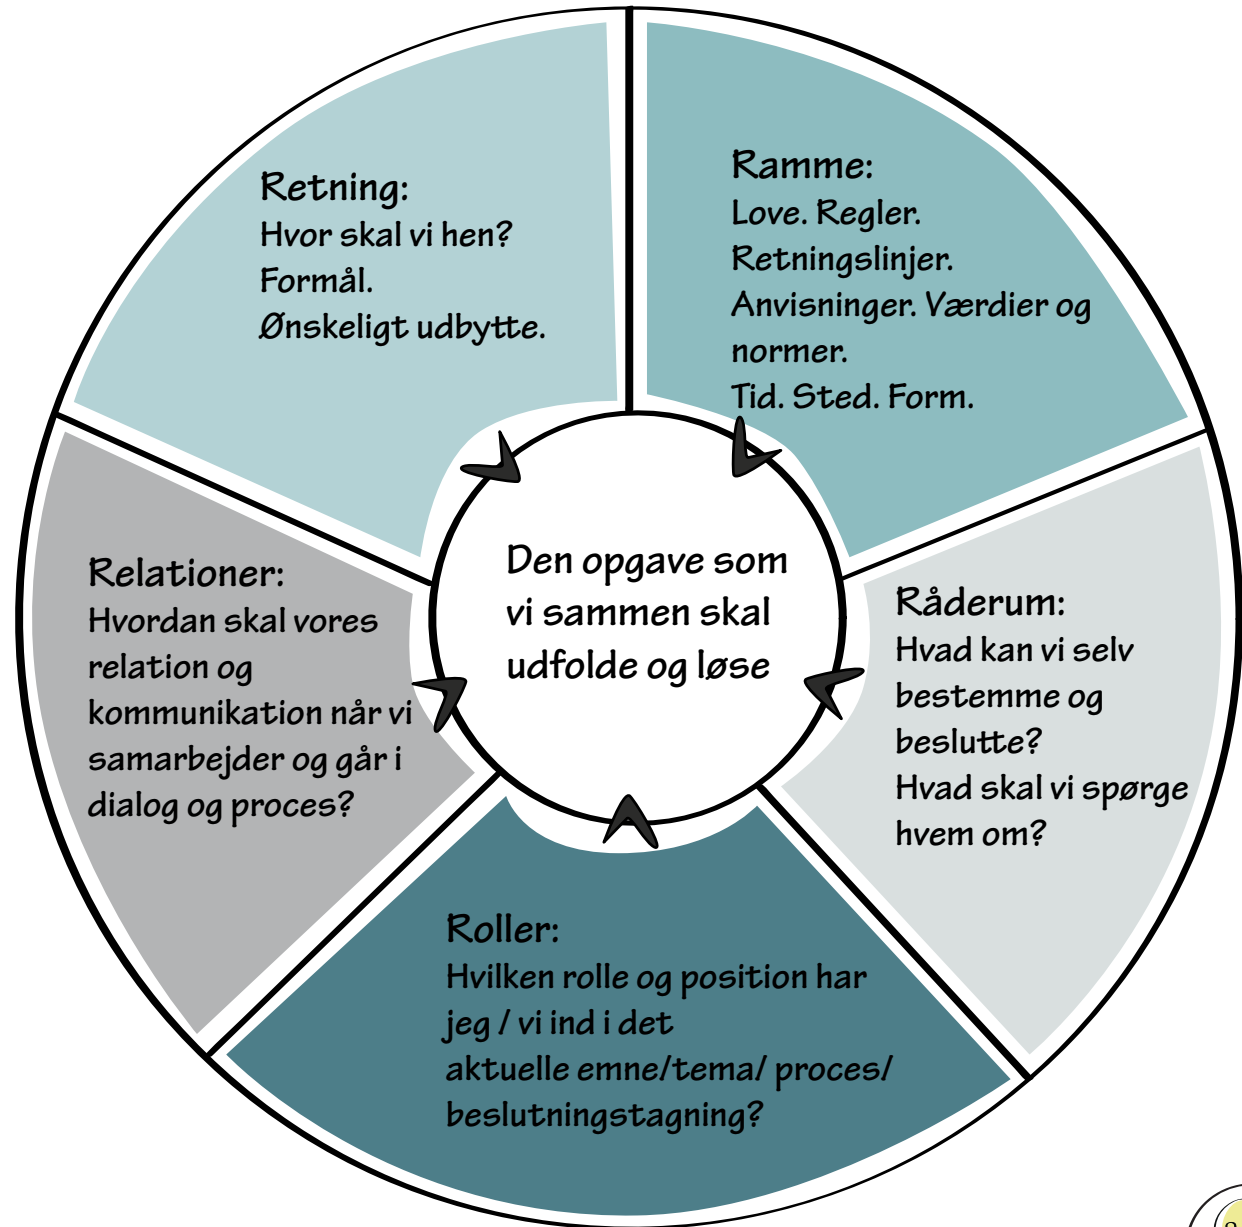 Retning:
Hvor skal vi hen?
Formål.
Ønskeligt udbytte.
Ramme:
Love. Regler.
Retningslinjer.
Anvisninger. Værdier og
normer.
Tid. Sted. Form.
Råderum:
Hvad kan vi selv
bestemme og
beslutte?
Hvad skal vi spørge
hvem om?
Roller:
Hvilken rolle og position har
jeg / vi ind i det
aktuelle emne/tema/ proces/
beslutningstagning?
Relationer:
Hvordan skal vores
relation og
kommunikation når vi
samarbejder og går i
dialog og proces?
Den opgave som
vi sammen skal
udfolde og løse